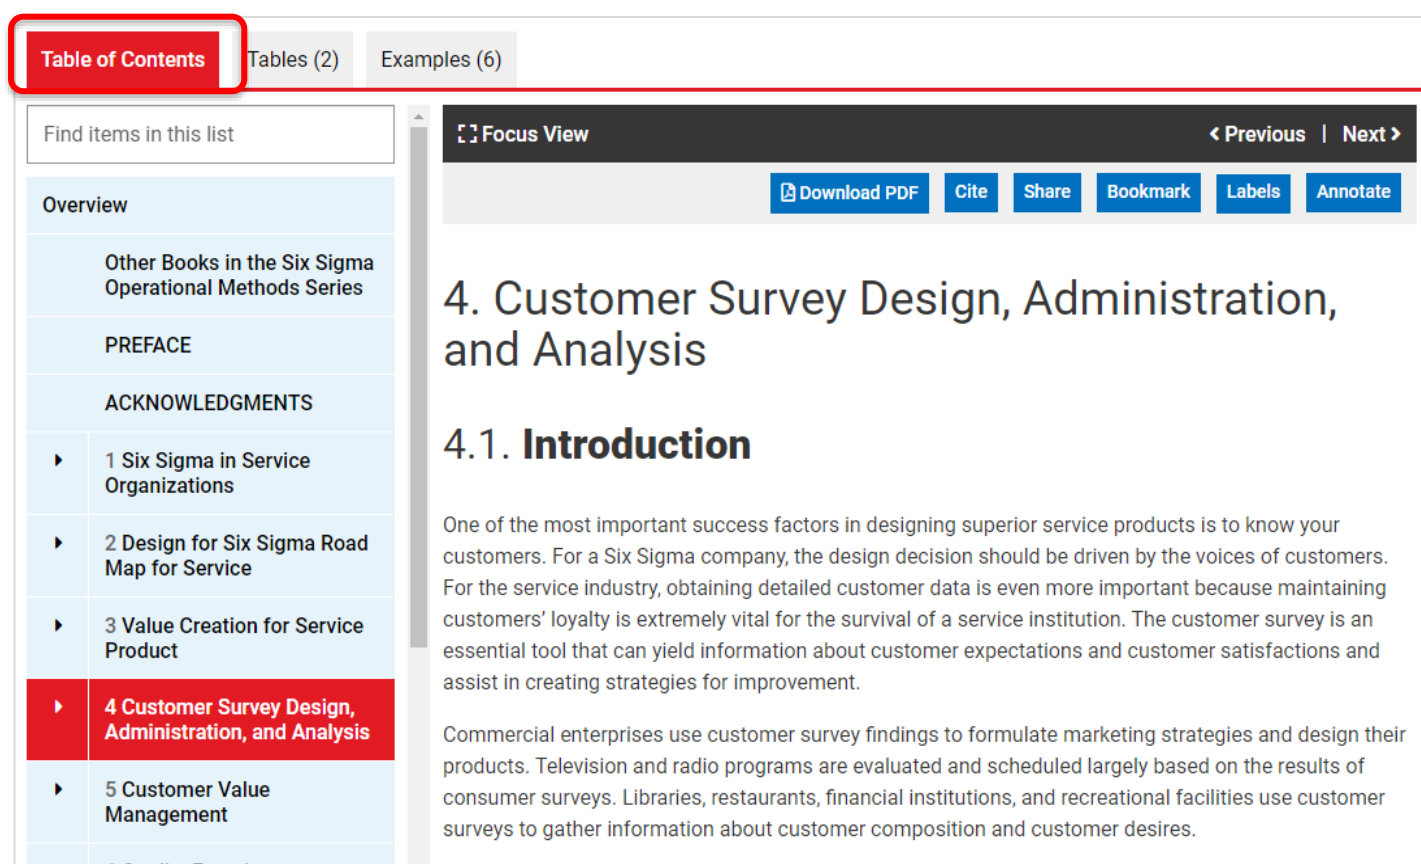 Table of Contents
Tables (2)
Examples (6)
Find items in this list
Overview
Other Books in the Six Sigma
Operational Methods Series
PREFACE
ACKNOWLEDGMENTS
1 Six Sigma in Service
Organizations
2 Design for Six Sigma Road
Map for Service
3 Value Creation for Service
Product
4 Customer Survey Design,
Administration, and Analysis
5 Customer Value
Management
Focus View
Previous | Next
Download PDF
Cite
Share
Bookmark
Labels
Annotate
4. Customer Survey Design, Administration,
and Analysis
4.1. Introduction
One of the most important success factors in designing superior service products is to know your
customers. For a Six Sigma company, the design decision should be driven by the voices of customers.
For the service industry, obtaining detailed customer data is even more important because maintaining
customers’ loyalty is extremely vital for the survival of a service institution. The customer survey is an
essential tool that can yield information about customer expectations and customer satisfactions and
assist in creating strategies for improvement.
Commercial enterprises use customer survey findings to formulate marketing strategies and design their
products. Television and radio programs are evaluated and scheduled largely based on the results of
consumer surveys. Libraries, restaurants, financial institutions, and recreational facilities use customer
surveys to gather information about customer composition and customer desires.